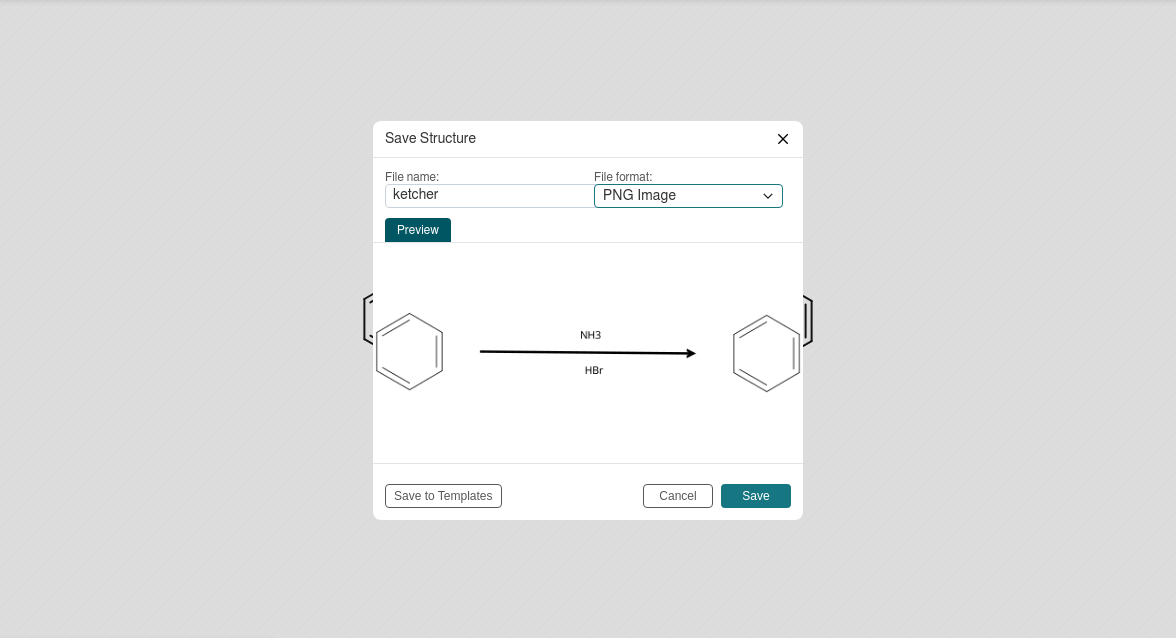 Save Structure
File name:
File format:
ketcher
PNG Image
Preview
NH3
HBr
Save to Templates
Cancel
Save